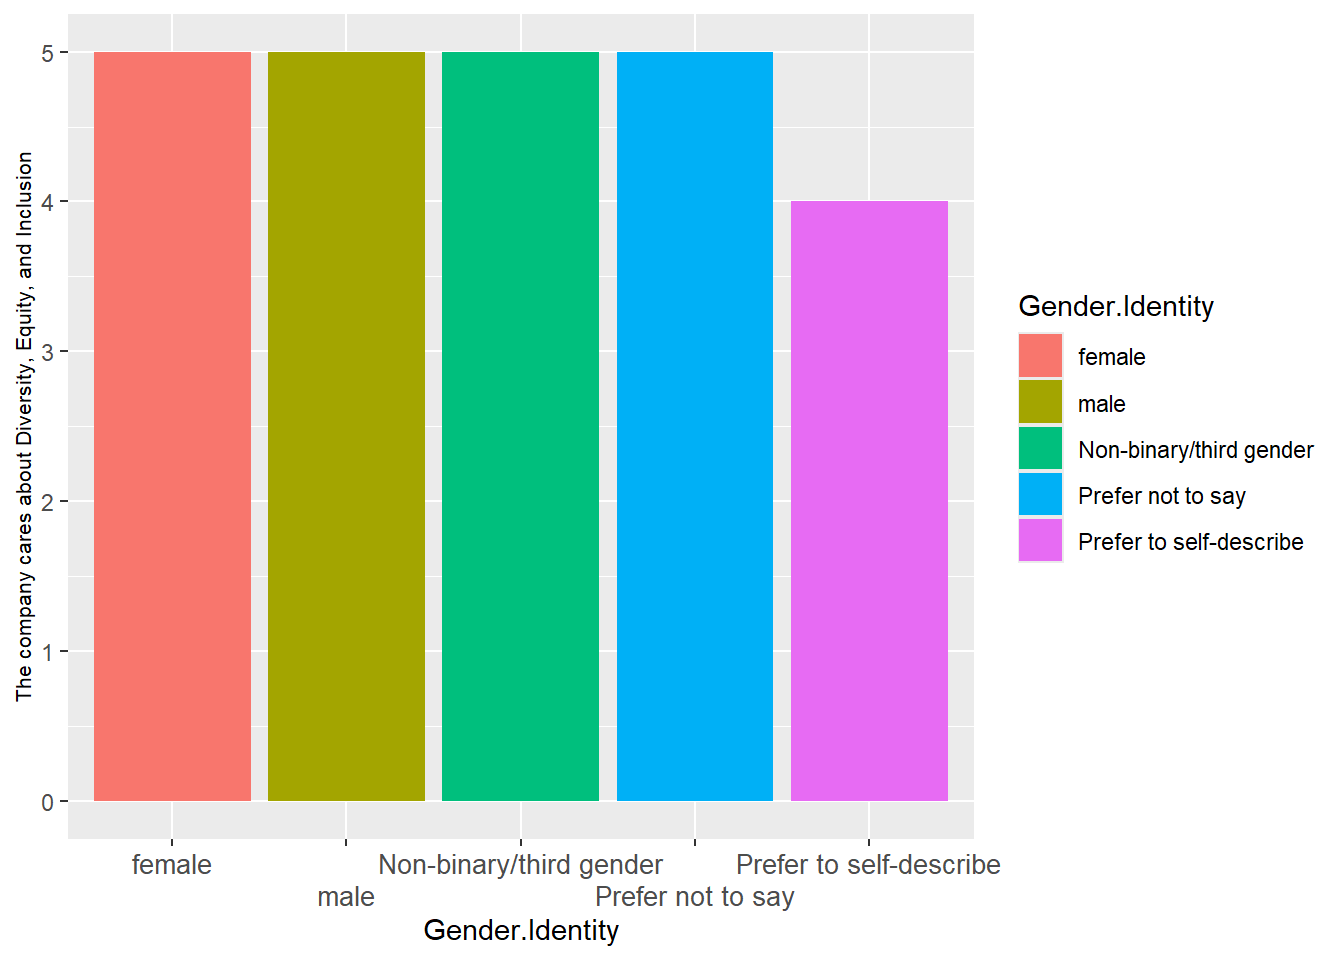 The company cares about Diversity, Equity, and Inclusion
5
4
3
2
1
0
female
male
Non-binary/third gender
Prefer not to say
Prefer to self-describe
Gender.Identity
Gender.Identity
female
male
Non-binary/third gender
Prefer not to say
Prefer to self-describe